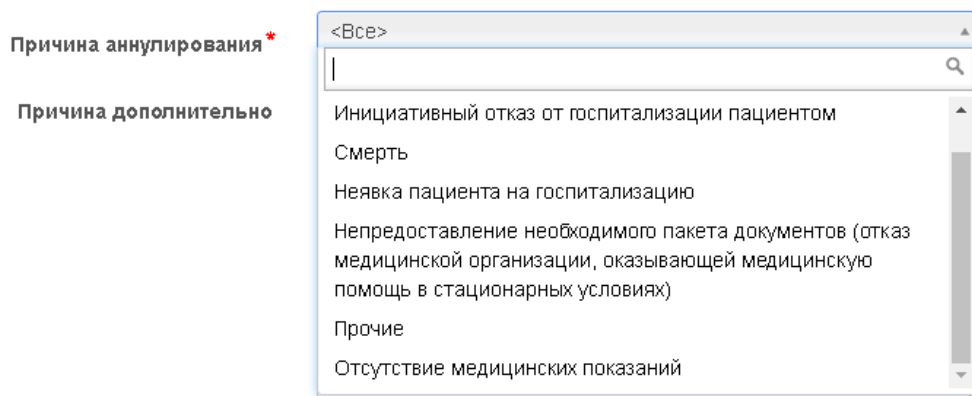 Причина аннулирования*
<Все>
Причина дополнительно
Инициативный отказ от госпитализации пациентом
Смерть
Неявка пациента на госпитализацию
Непредоставление необходимого пакета документов (отказ
медицинской организации, оказывающей медицинскую
помощь в стационарных условиях)
Прочие
Отсутствие медицинских показаний